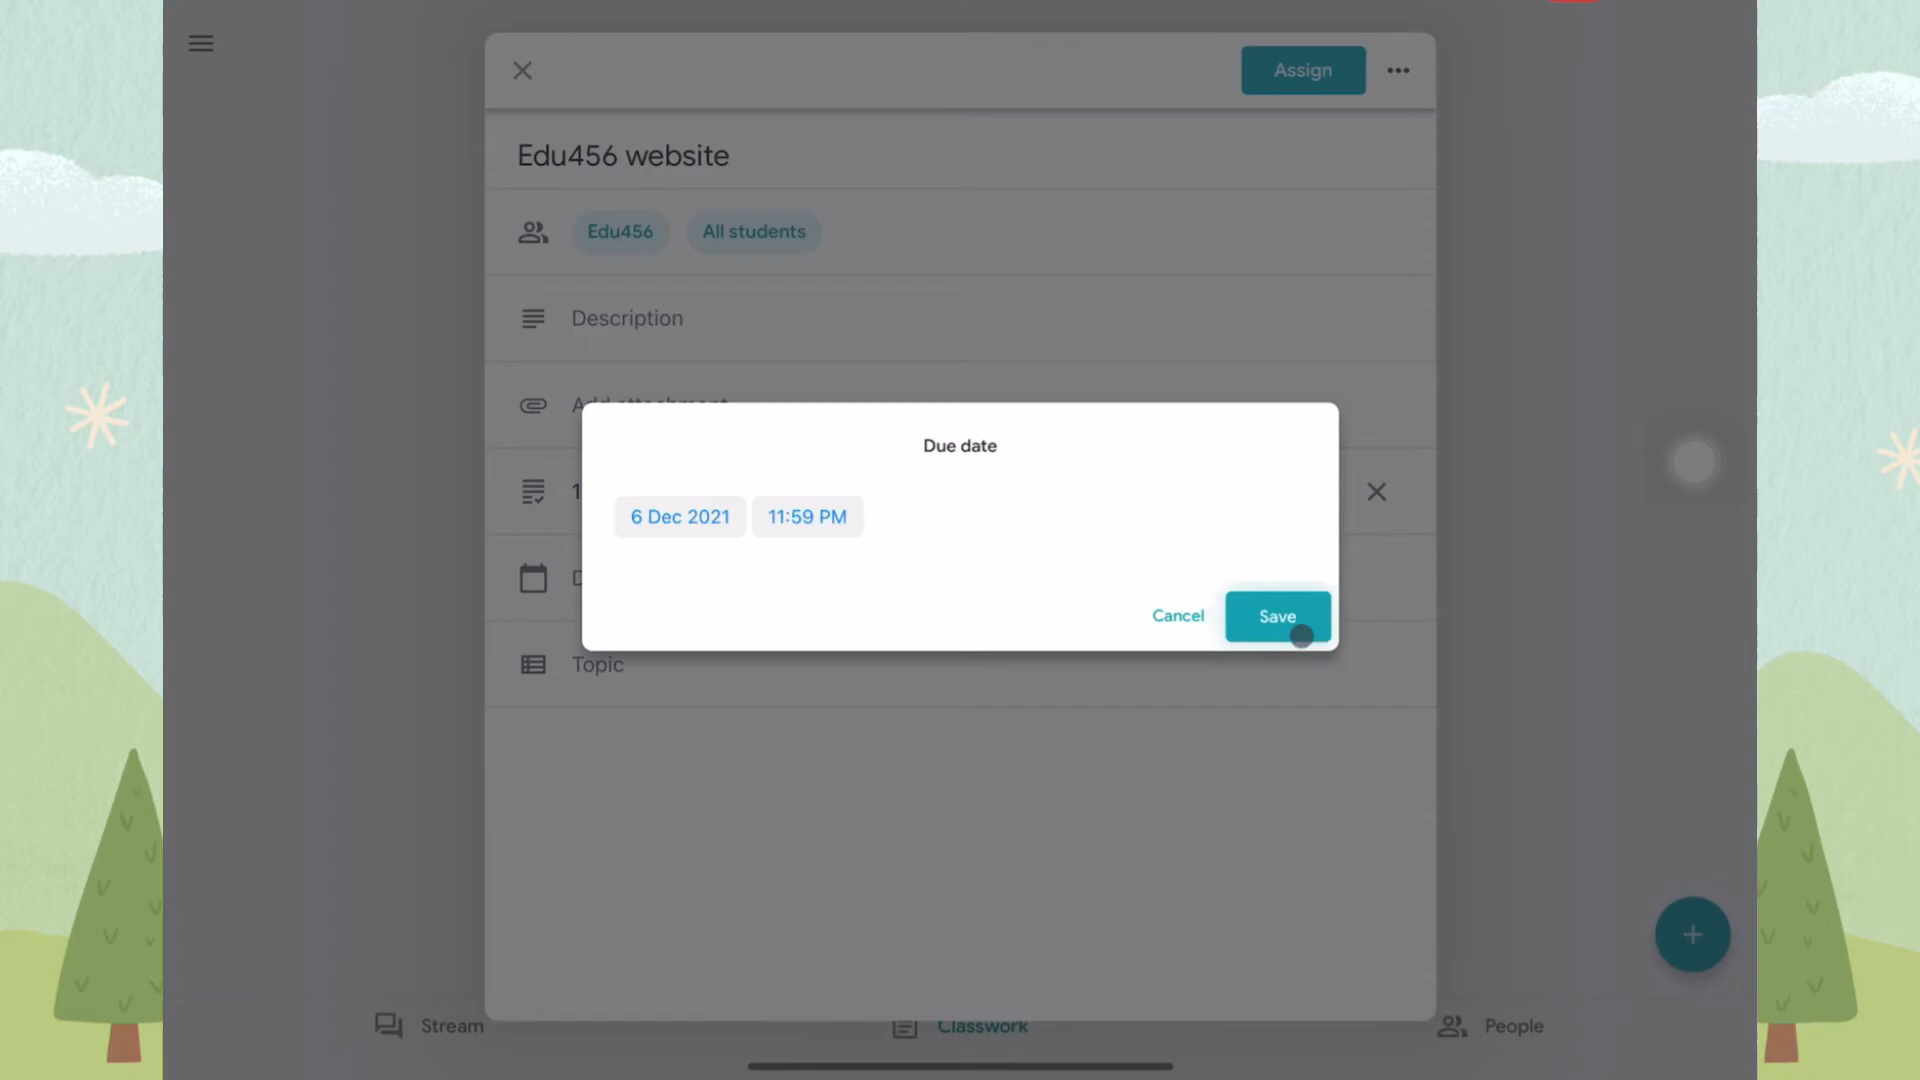 Assign
Edu456 website
Edu456 All students
Description
Due date
6 Dec 2021 11:59 PM
Cancel Save
Topic
Stream Classwork People